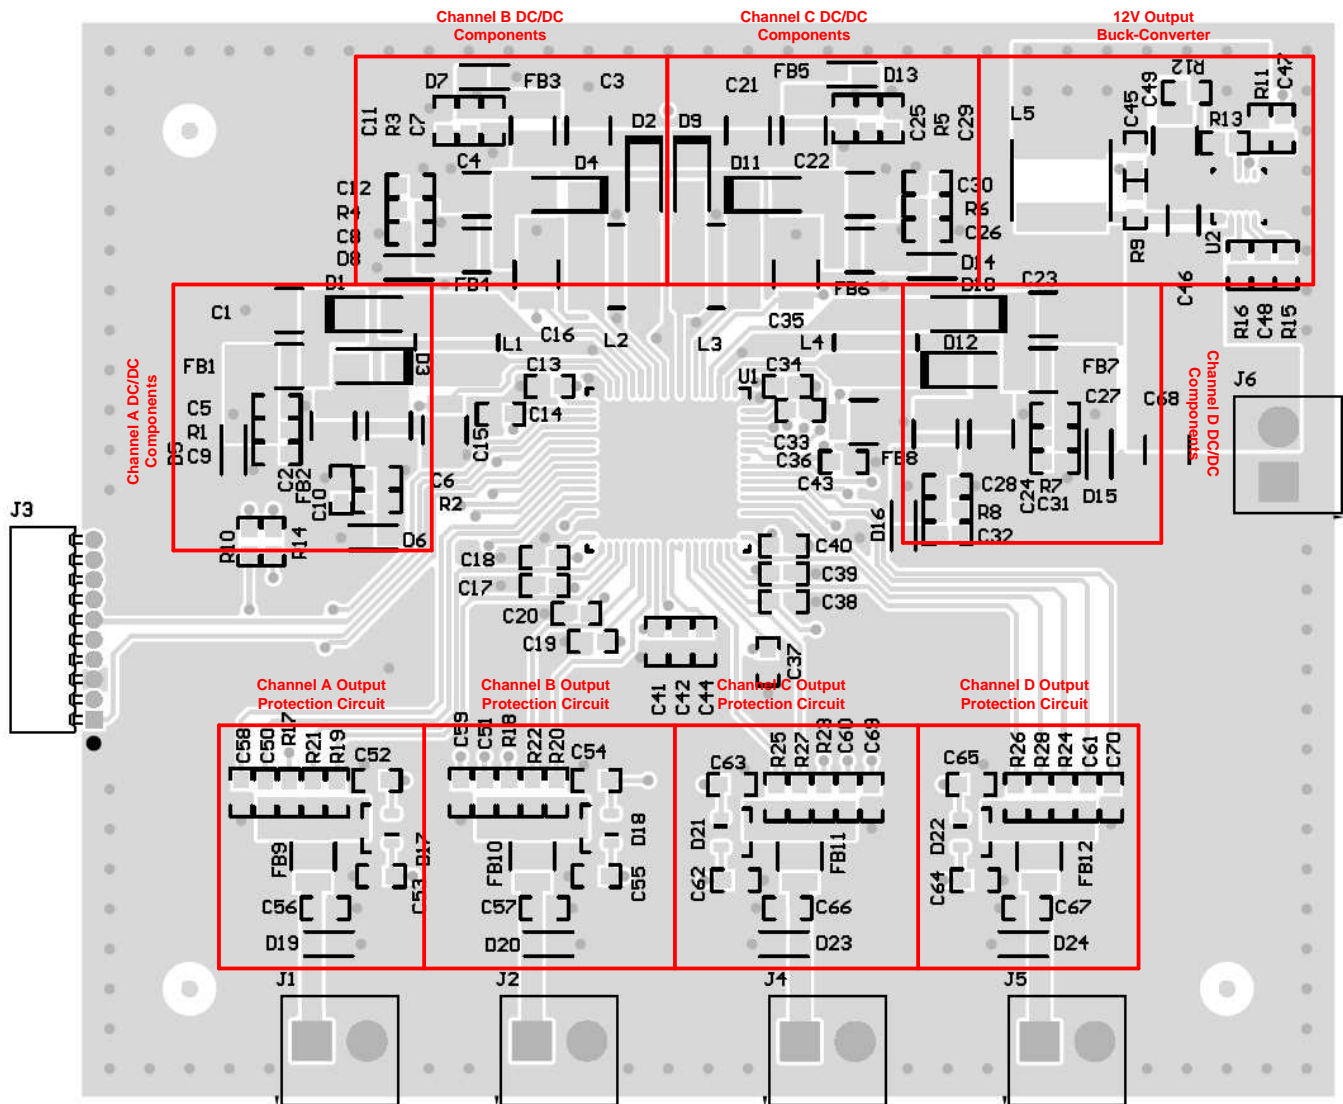 Channel B DC/DC
Components
Channel C DC/DC
Components
12V Output
Buck-Converter
D7
FB3
C3
C21
FB5
D13
R12
C49
R11
C47
C11
R3
C7
D2
D9
C25
R5
C29
L5
C45
R13
C4
D4
D11
C22
C12
R4
C8
C30
R6
C26
D8
D14
R9
U2
FB4
FB6
D1
D10
C23
C46
R16
C48
R15
C1
C16
L1
L2
L3
C35
L4
D12
FB1
D3
C13
C34
U1
FB7
Channel D DC/DC
Components
J6
Channel A DC/DC
Components
C5
R1
C9
D5
C14
C15
C33
C36
C43
FB8
C27
C68
C2
FB2
C10
C6
R2
C28
R8
C32
C24
R7
C31
D15
D16
J3
R10
R14
D6
C18
C17
C20
C19
C40
C39
C38
C37
C41
C42
C44
Channel A Output
Protection Circuit
Channel B Output
Protection Circuit
Channel C Output
Protection Circuit
Channel D Output
Protection Circuit
C58
C50
R17
R21
R19
C52
C59
C51
R18
R22
R20
C54
C63
R25
R27
R23
C60
C69
C65
R26
R28
R24
C61
C70
FB9
D17
C53
FB10
D18
C55
D21
C62
FB11
D22
C64
FB12
C56
C57
C66
C67
D19
D20
D23
D24
J1
J2
J4
J5